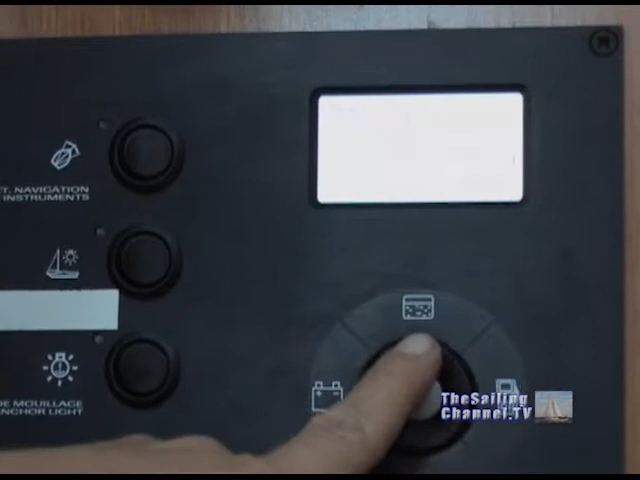 T. NAVIGATION
INSTRUMENTS
DE MOUILLAGE
ANCHOR LIGHT
TheSailing
Channel.TV